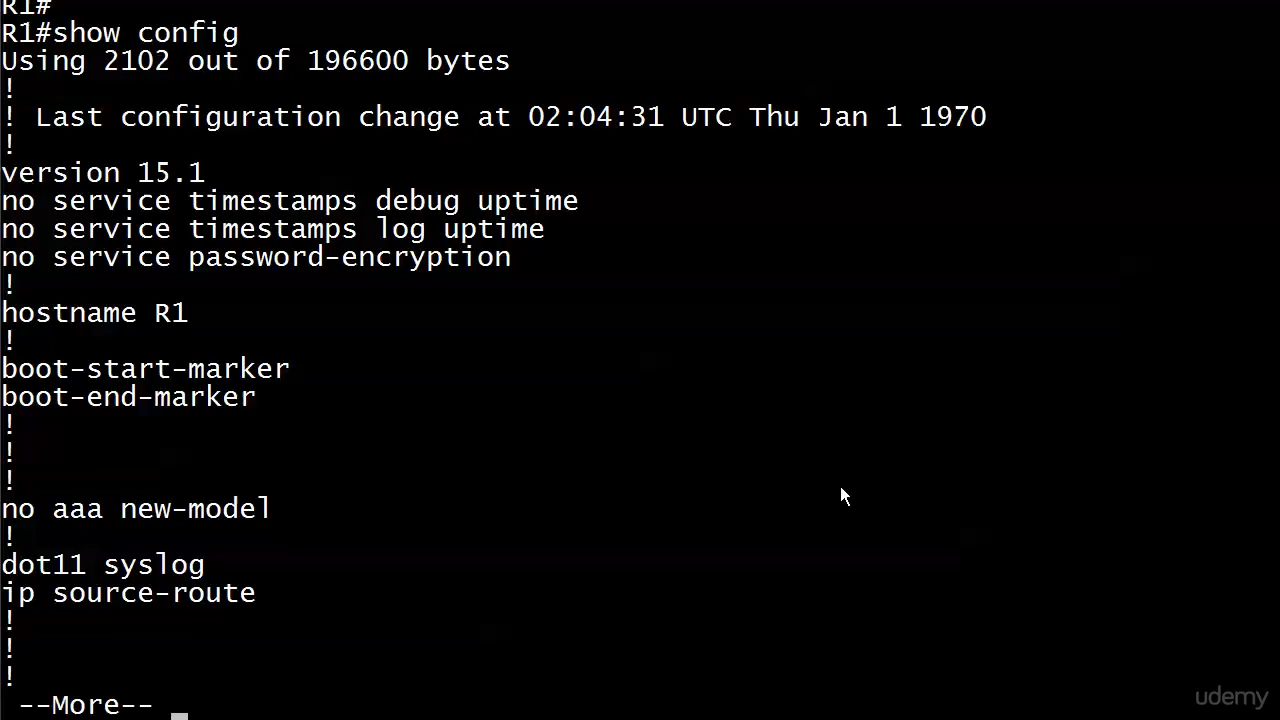 R1#
R1#show config
Using 2102 out of 196600 bytes
!
! Last configuration change at 02:04:31 UTC Thu Jan 1 1970
!
version 15.1
no service timestamps debug uptime
no service timestamps log uptime
no service password-encryption
!
hostname R1
!
boot-start-marker
boot-end-marker
!
!
!
no aaa new-model
!
dot11 syslog
ip source-route
!
!
!
--More--
udemy